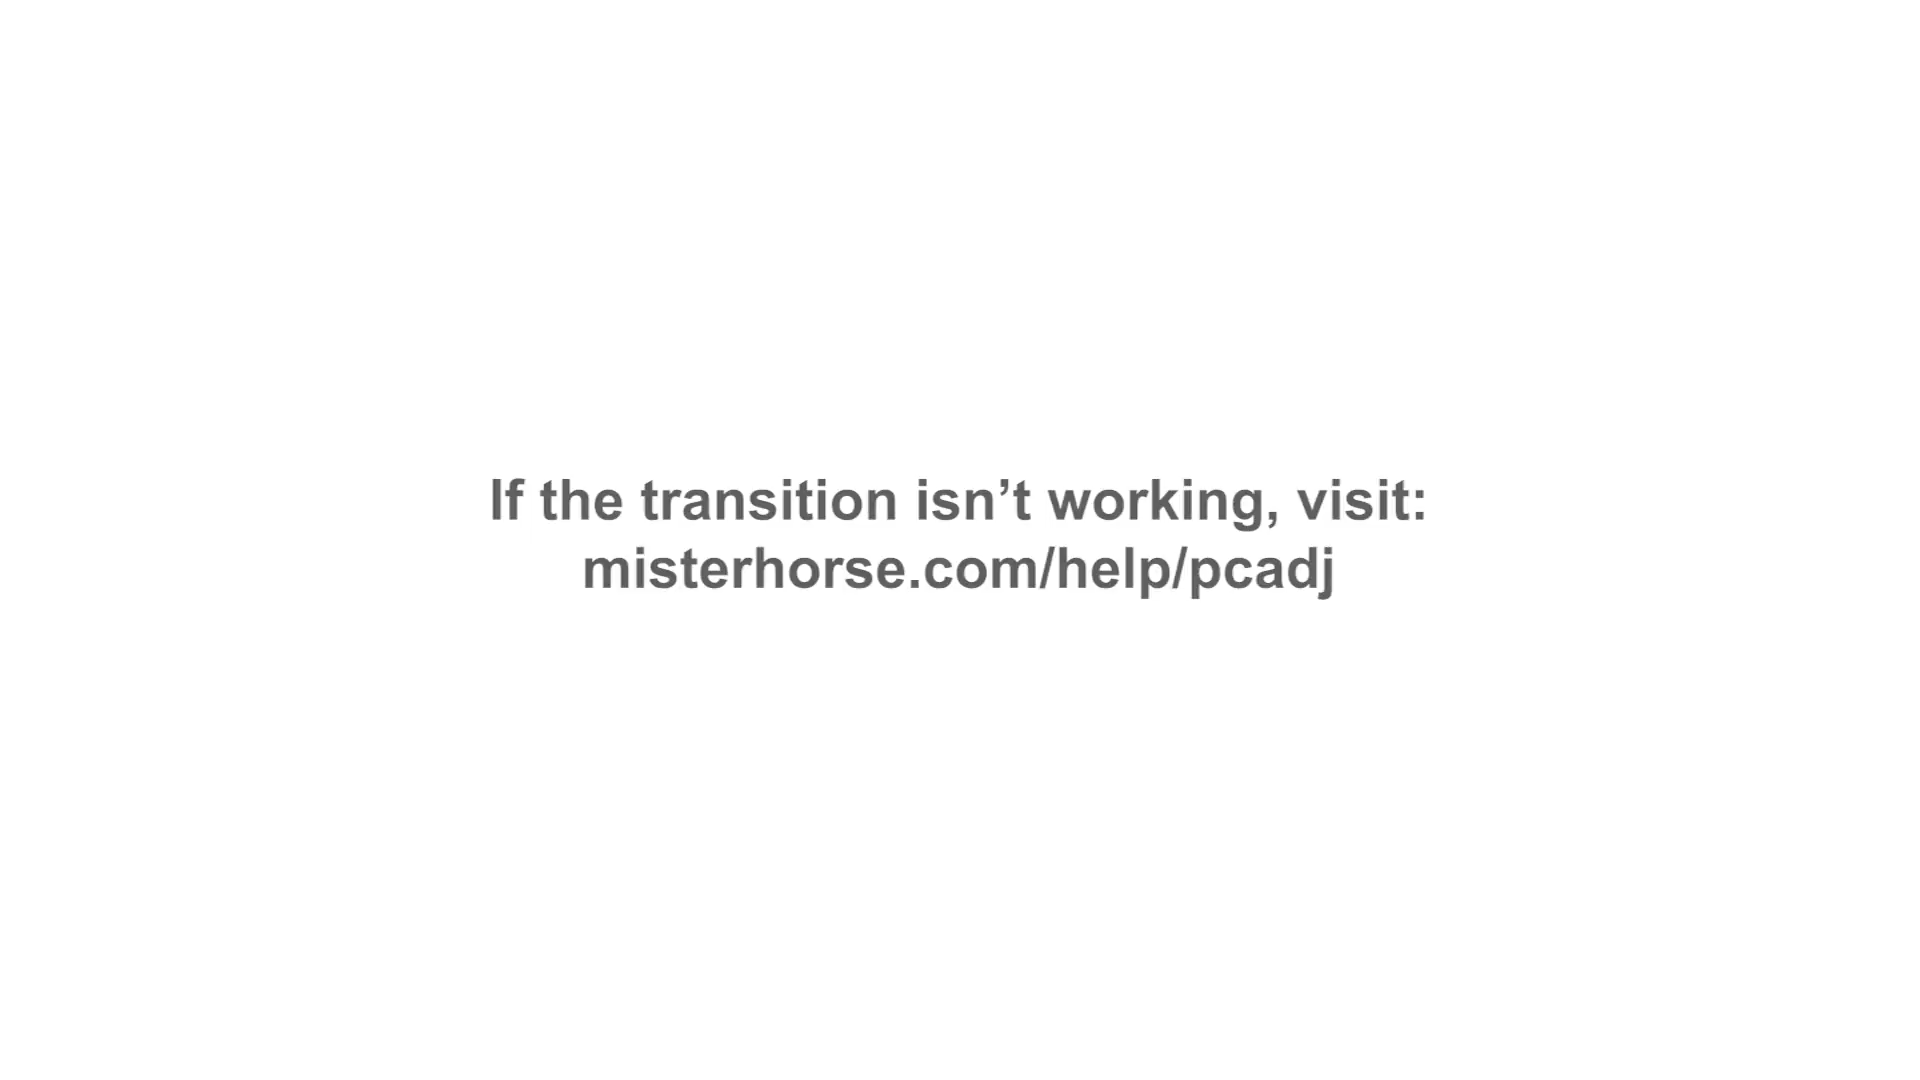 If the transition isn’t working, visit:
misterhorse.com/help/pcadj